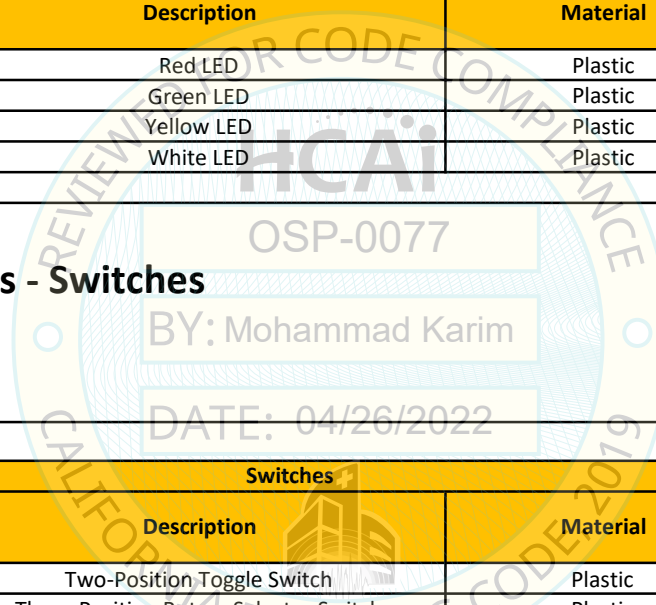 Description Material
Red LED Plastic
Green LED Plastic
Yellow LED Plastic
White LED Plastic
REVIEWED FOR CODE COMPLIANCE
HCAi
OSP-0077
s - Switches
BY: Mohammad Karim
DATE: 04/26/2022
Switches
Description Material
Two-Position Toggle Switch Plastic
CALIFORNIA
CODE 2019